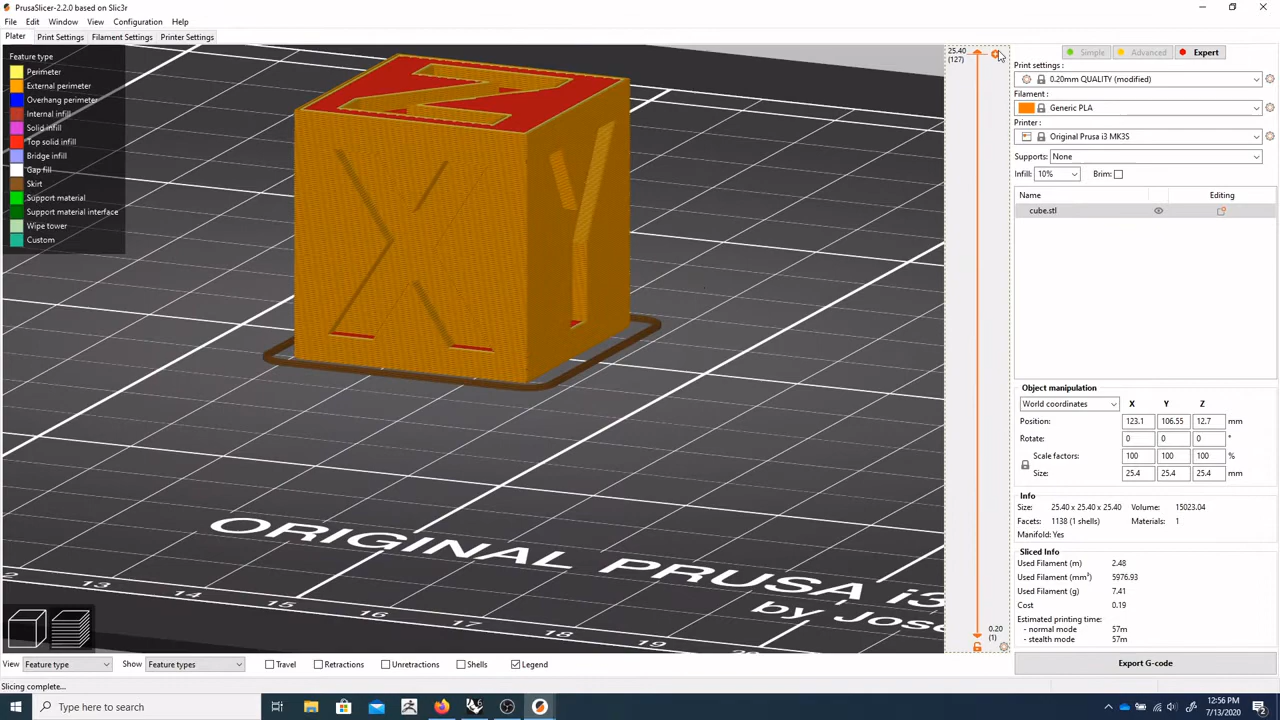 PrusaSlicer-2.2.0 based on Slic3r
File Edit Window View Configuration Help
Plater Print Settings Filament Settings Printer Settings
Feature type
Perimeter
External perimeter
Overhang perimeter
Internal infill
Solid infill
Top solid infill
Bridge infill
Gap fill
Skirt
Support material
Support material interface
Wipe tower
Custom
Z
X
Y
ORIGINAL PRUSA i3
by Jose
12 13 14 15 16 17 18 19
25.40
(127)
0.20
(1)
Simple Advanced Expert
Print settings :
0.20mm QUALITY (modified)
Filament :
Generic PLA
Printer :
Original Prusa i3 MK3S
Supports: None
Infill: 10% Brim:
Name Editing
cube.stl
Object manipulation
World coordinates X Y Z
Position: 123.1 106.55 12.7 mm
Rotate: 0 0 0 °
Scale factors: 100 100 100 %
Size: 25.4 25.4 25.4 mm
Info
Size: 25.40 x 25.40 x 25.40 Volume: 15023.04
Facets: 1138 (1 shells) Materials: 1
Manifold: Yes
Sliced Info
Used Filament (m) 2.48
Used Filament (mm³) 5976.93
Used Filament (g) 7.41
Cost 0.19
Estimated printing time:
- normal mode 57m
- stealth mode 57m
Export G-code
View Feature type Show Feature types Travel Retractions Unretractions Shells Legend
Slicing complete...
Type here to search
12:56 PM
7/13/2020
2